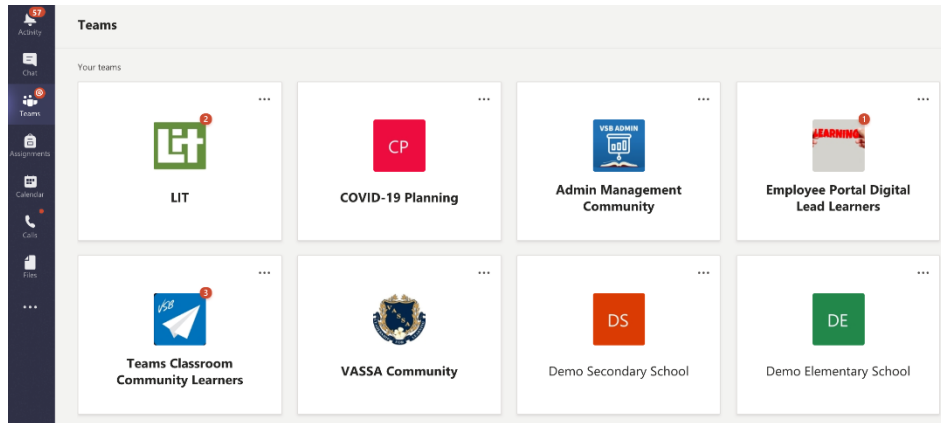 57
Activity
Chat
@
Teams
Assignments
Calendar
Calls
Files
Teams
Your teams
2
Lit
LIT
CP
COVID-19 Planning
VSB ADMIN
Admin Management
Community
1
LEARNING
Employee Portal Digital
Lead Learners
VSB
3
Teams Classroom
Community Learners
VASSA
VASSA Community
DS
Demo Secondary School
DE
Demo Elementary School